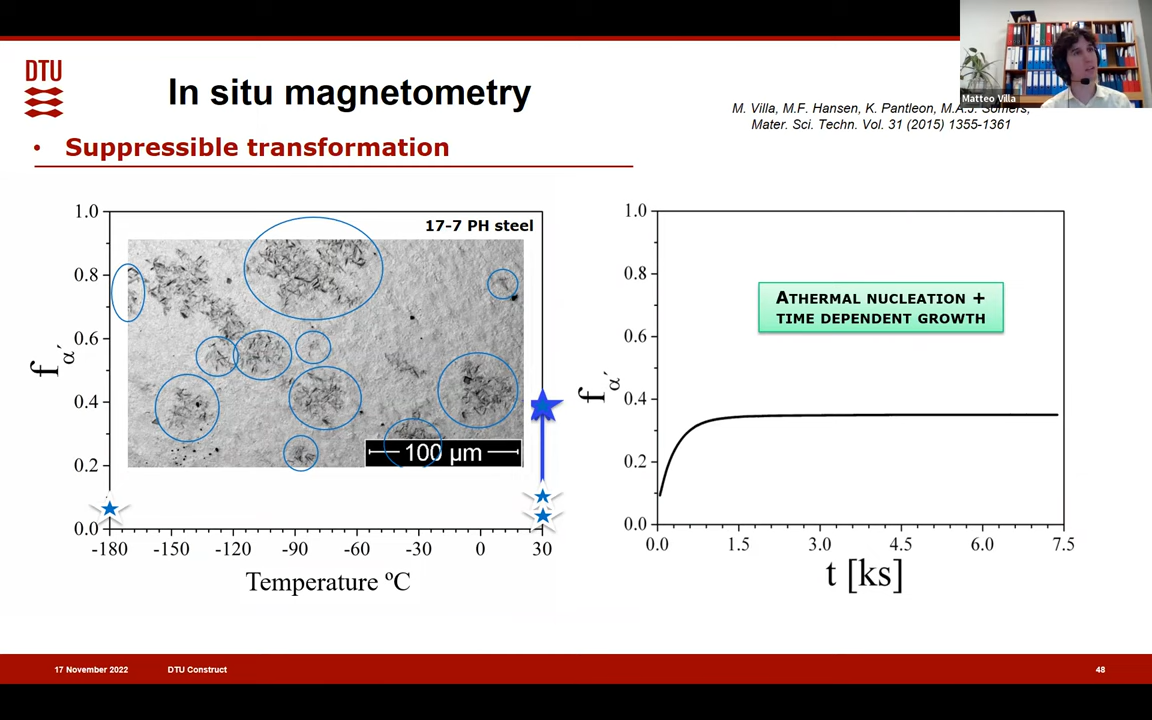 DTU
In situ magnetometry
Matteo Villa
M. Villa, M.F. Hansen, K. Pantleon, M.A.J. Somers,
Mater. Sci. Techn. Vol. 31 (2015) 1355-1361
• Suppressible transformation
1.0
0.8
0.6
0.4
0.2
0.0
fα´
17-7 PH steel
100 µm
-180 -150 -120 -90 -60 -30 0 30
Temperature ºC
1.0
0.8
0.6
0.4
0.2
0.0
fα´
ATHERMAL NUCLEATION +
TIME DEPENDENT GROWTH
0.0 1.5 3.0 4.5 6.0 7.5
t [ks]
17 November 2022 DTU Construct 48